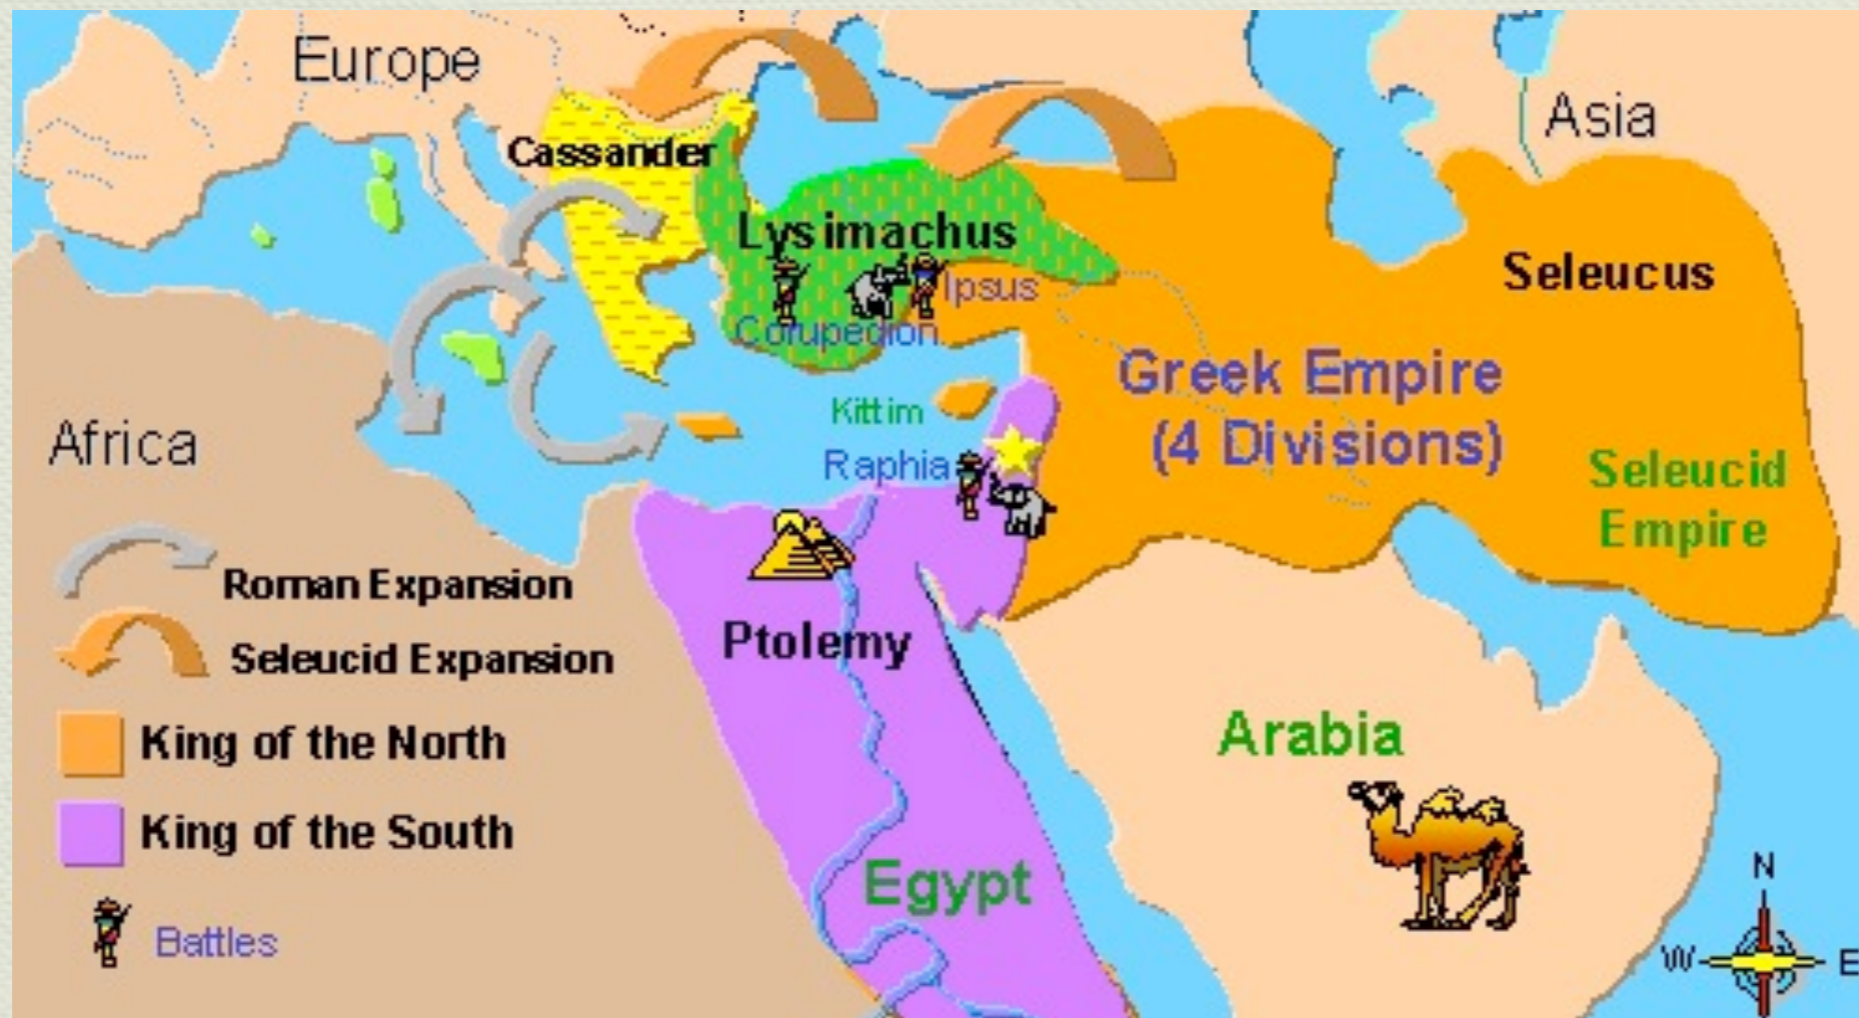 Europe
Asia
Cassander
Lysimachus
Seleucus
Ipsus
Corupedion
Greek Empire
(4 Divisions)
Kittim
Africa
Raphia
Seleucid
Empire
Roman Expansion
Ptolemy
Seleucid Expansion
King of the North
Arabia
King of the South
Egypt
N
Battles
W
E